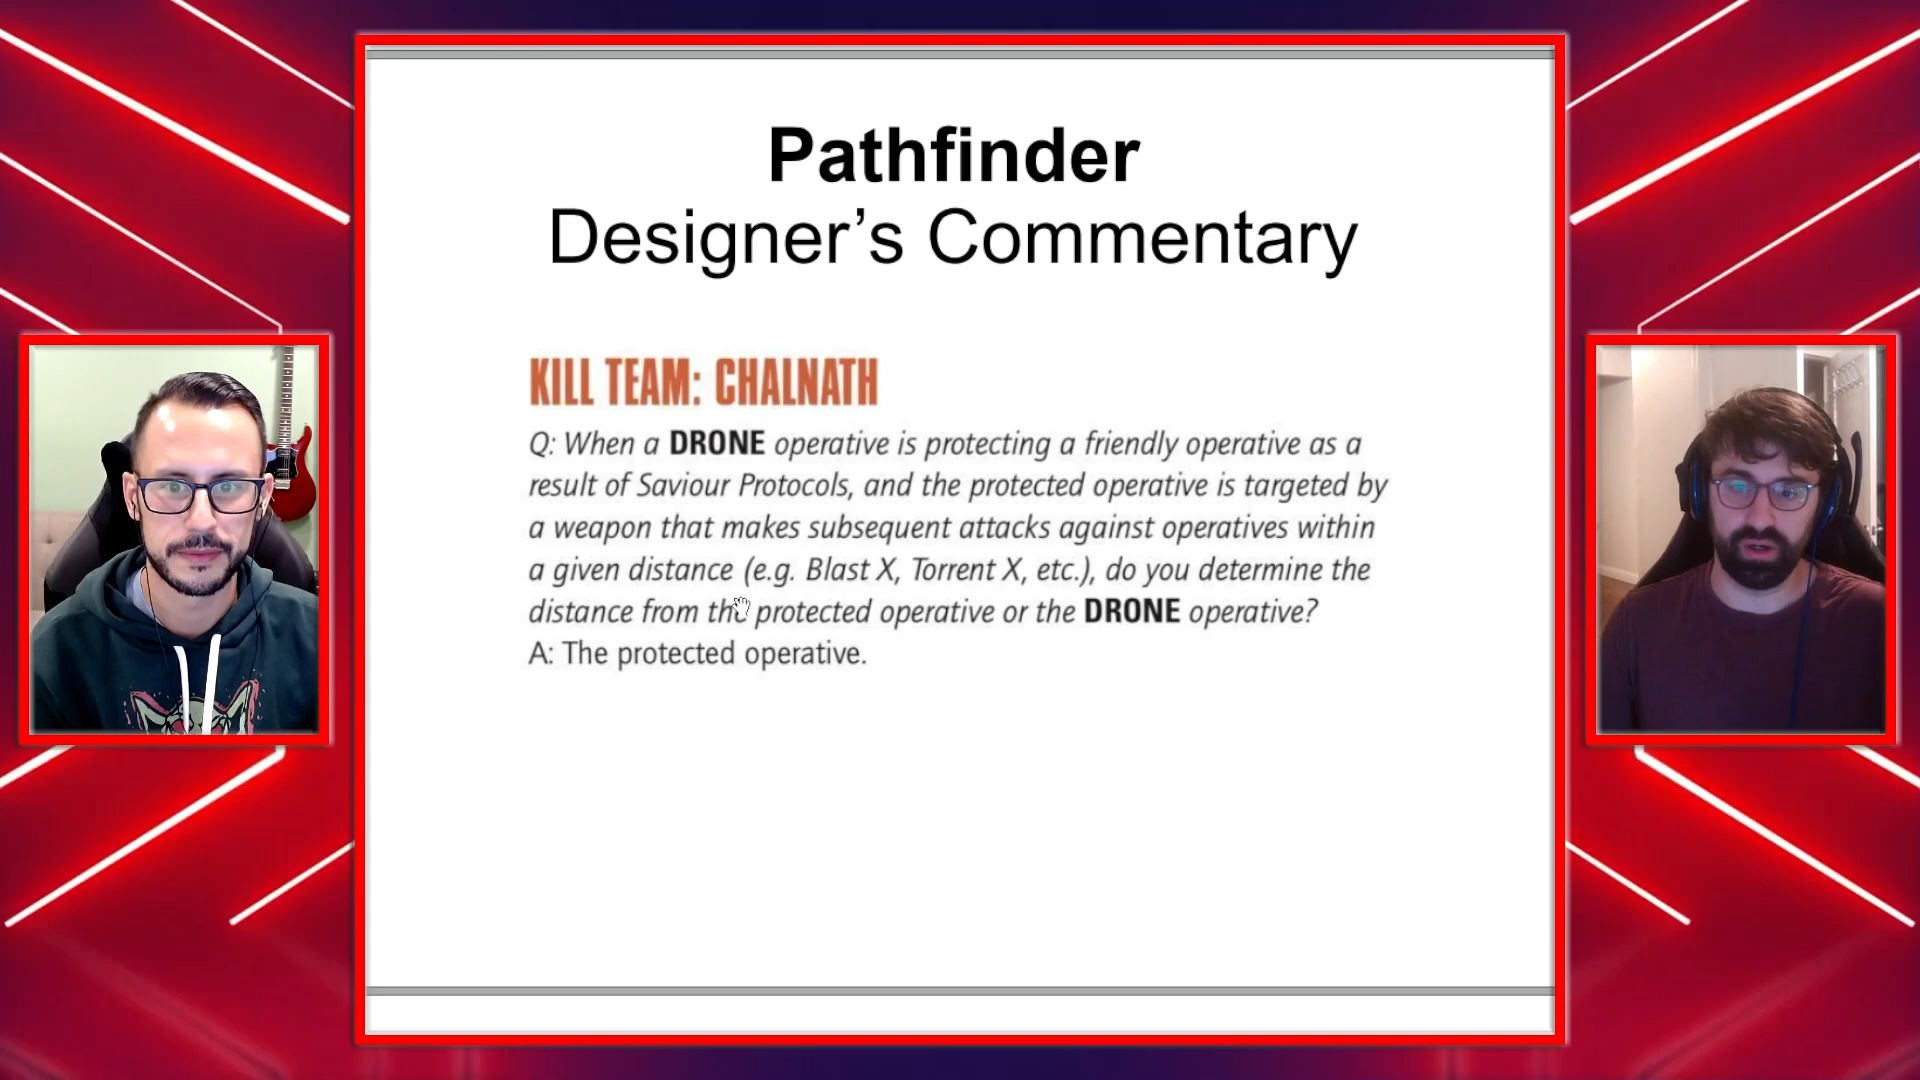 Pathfinder
Designer’s Commentary
KILL TEAM: CHALNATH
Q: When a DRONE operative is protecting a friendly operative as a
result of Saviour Protocols, and the protected operative is targeted by
a weapon that makes subsequent attacks against operatives within
a given distance (e.g. Blast X, Torrent X, etc.), do you determine the
distance from the protected operative or the DRONE operative?
A: The protected operative.